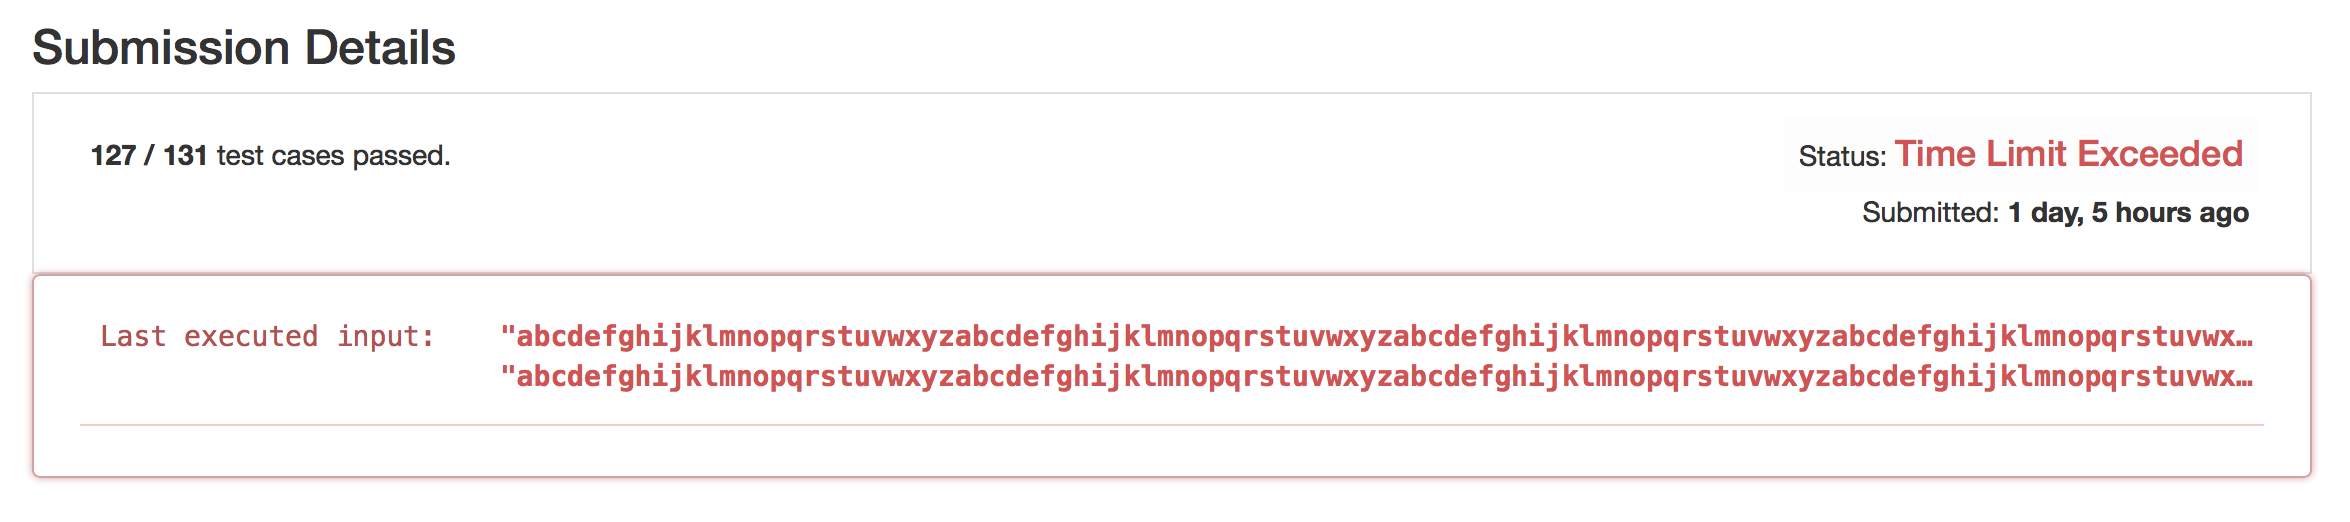 Submission Details
127 / 131 test cases passed.
Status: Time Limit Exceeded
Submitted: 1 day, 5 hours ago
Last executed input: "abcdefghijklmnopqrstuvwxyzabcdefghijklmnopqrstuvwxyzabcdefghijklmnopqrstuvwxyzabcdefghijklmnopqrstuvwx…
"abcdefghijklmnopqrstuvwxyzabcdefghijklmnopqrstuvwxyzabcdefghijklmnopqrstuvwxyzabcdefghijklmnopqrstuvwx…